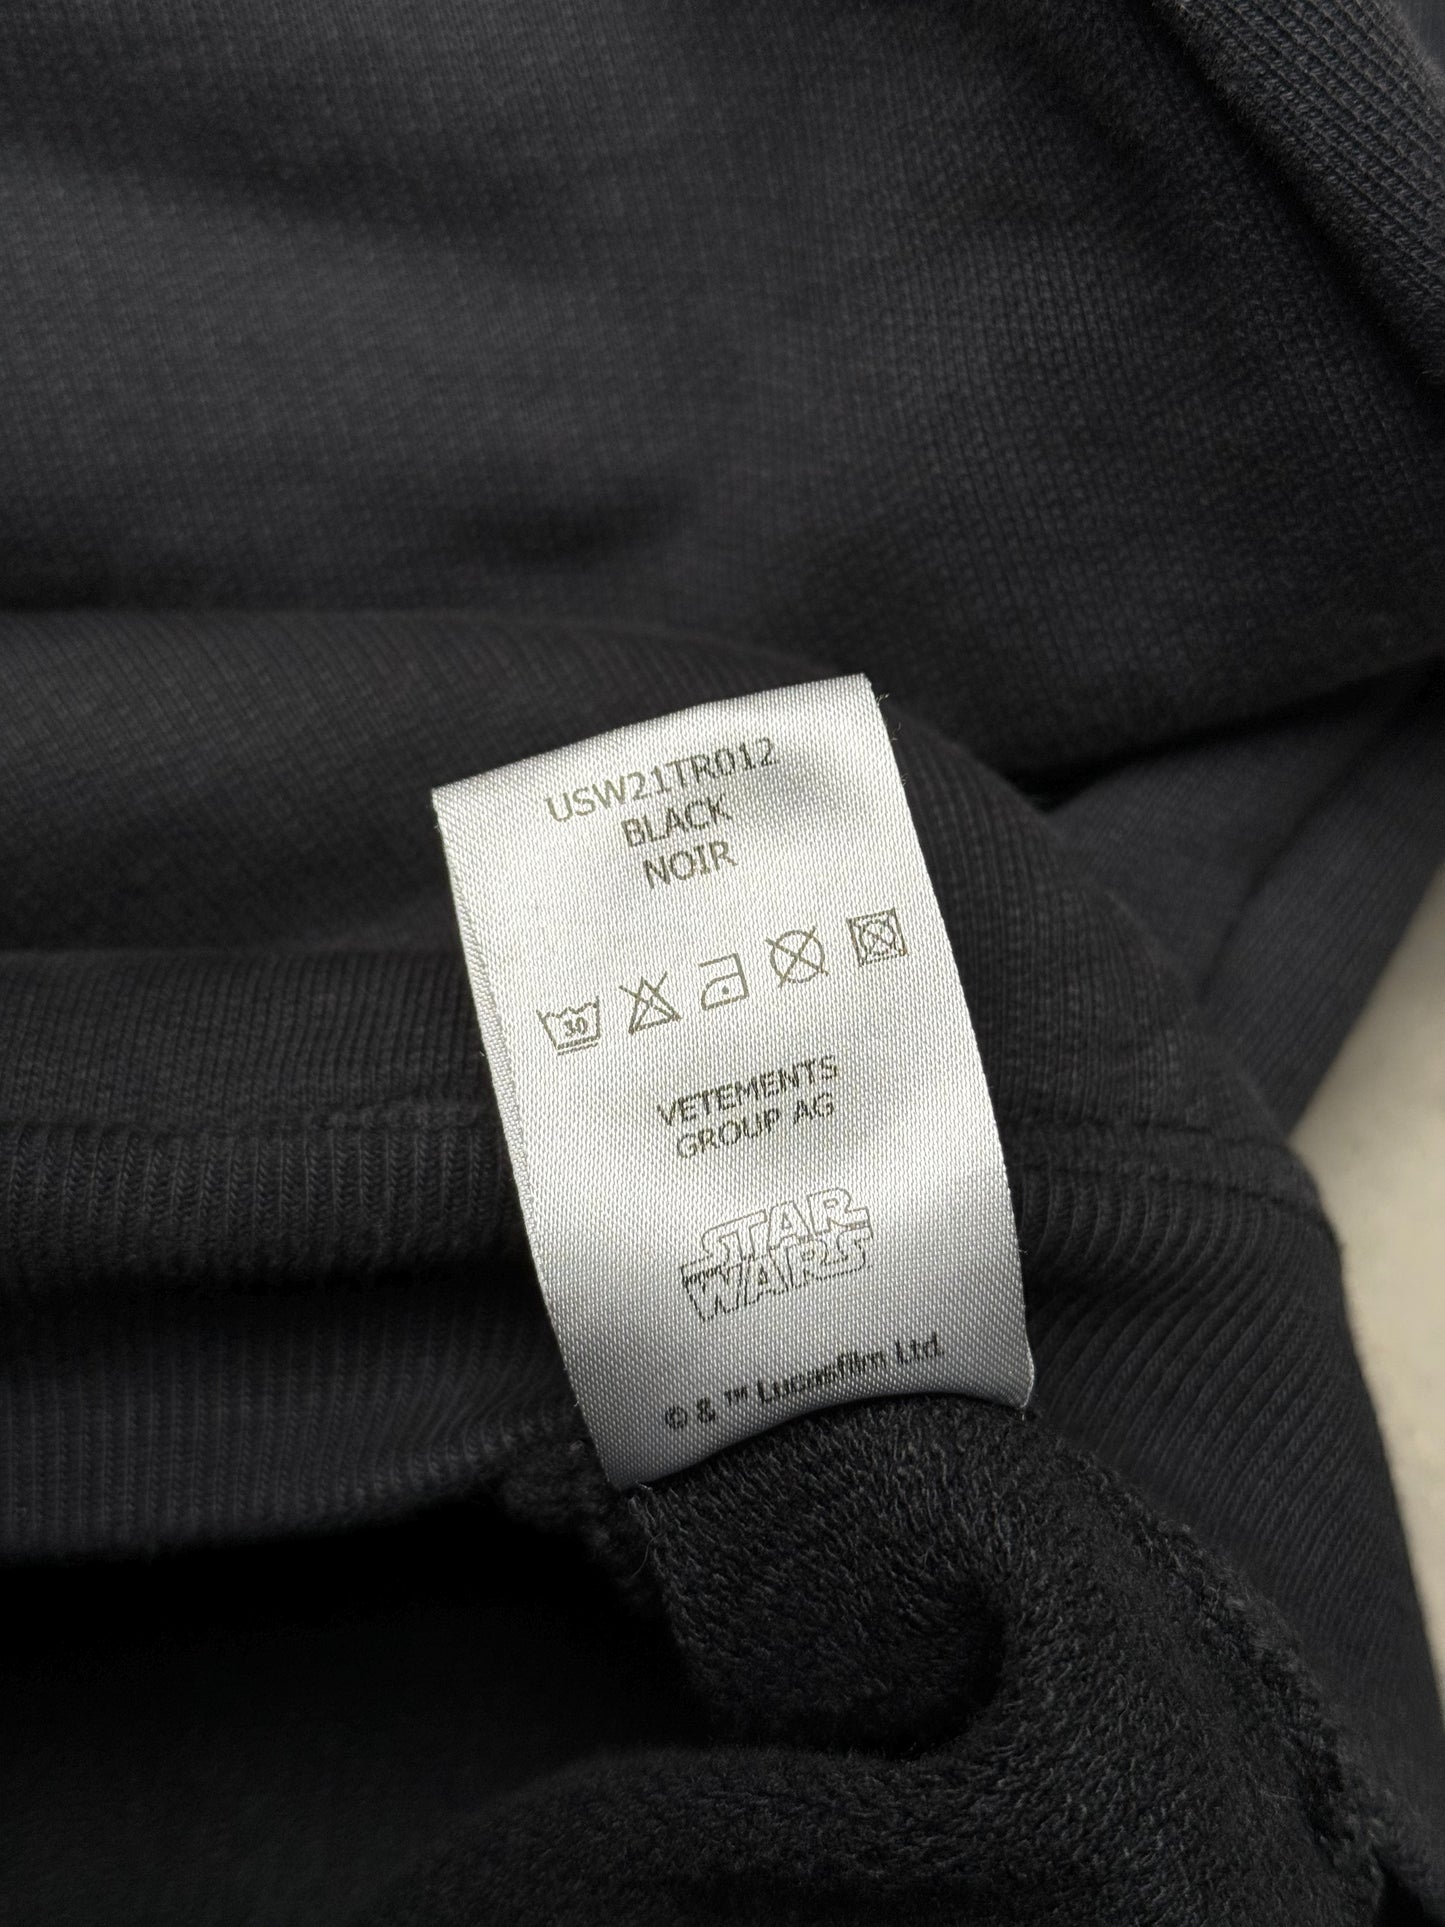 USW21TR012
BLACK
NOIR
30
VETEMENTS
GROUP AG
STAR
WARS
© & ™ Lucasfilm Ltd.